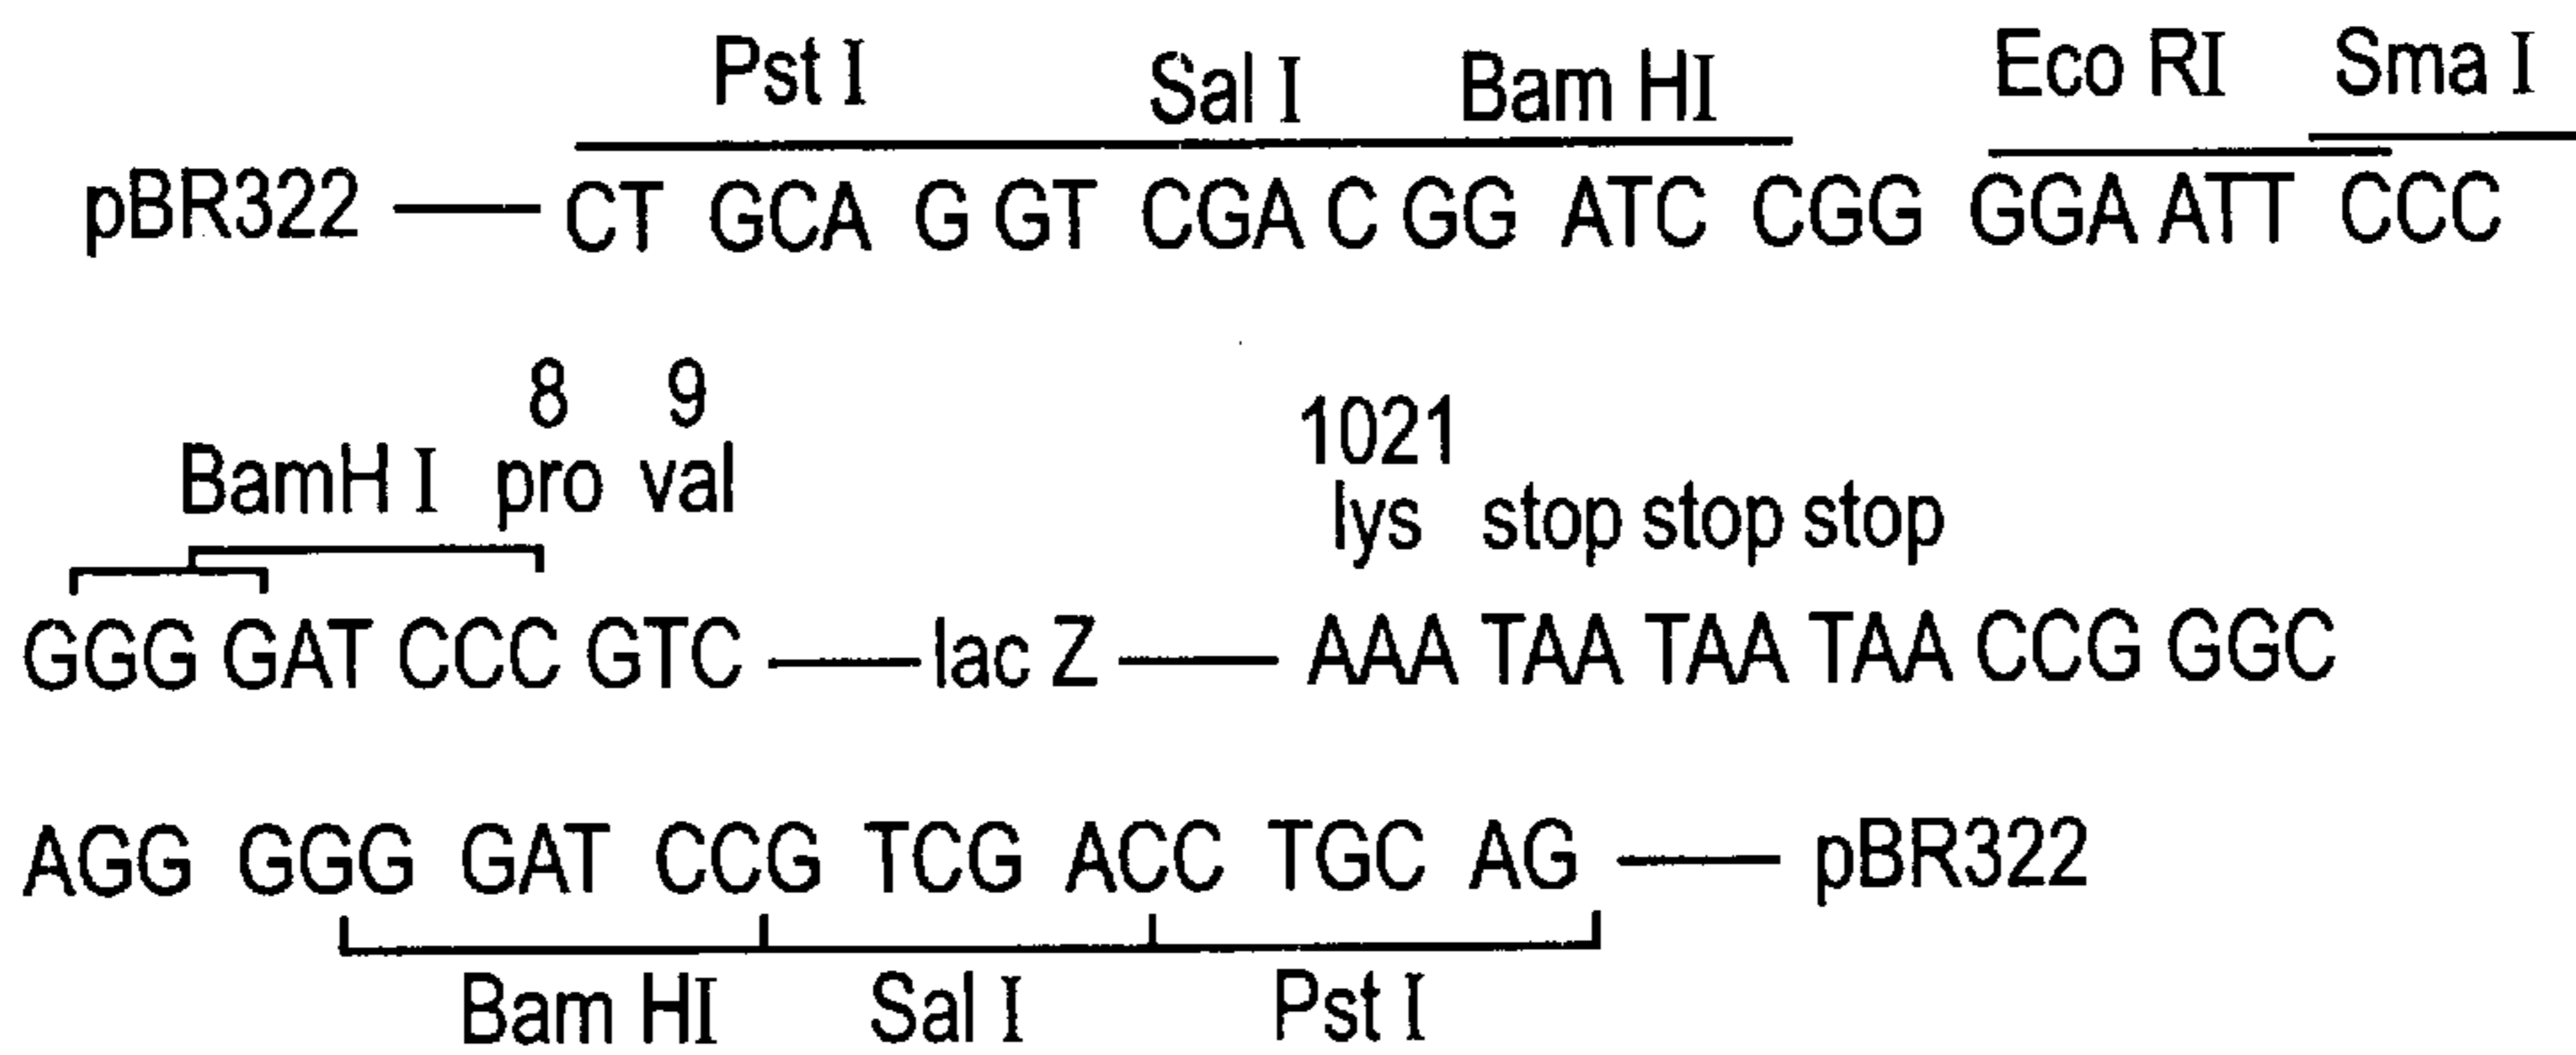 Pst I Sal I Bam HI Eco RI Sma I
pBR322 — CT GCA G GT CGA C GG ATC CGG GGA ATT CCC
8 9
BamH I pro val
1021
lys stop stop stop
GGG GAT CCC GTC — lac Z — AAA TAA TAA TAA CCG GGC
AGG GGG GAT CCG TCG ACC TGC AG — pBR322
Bam HI Sal I Pst I